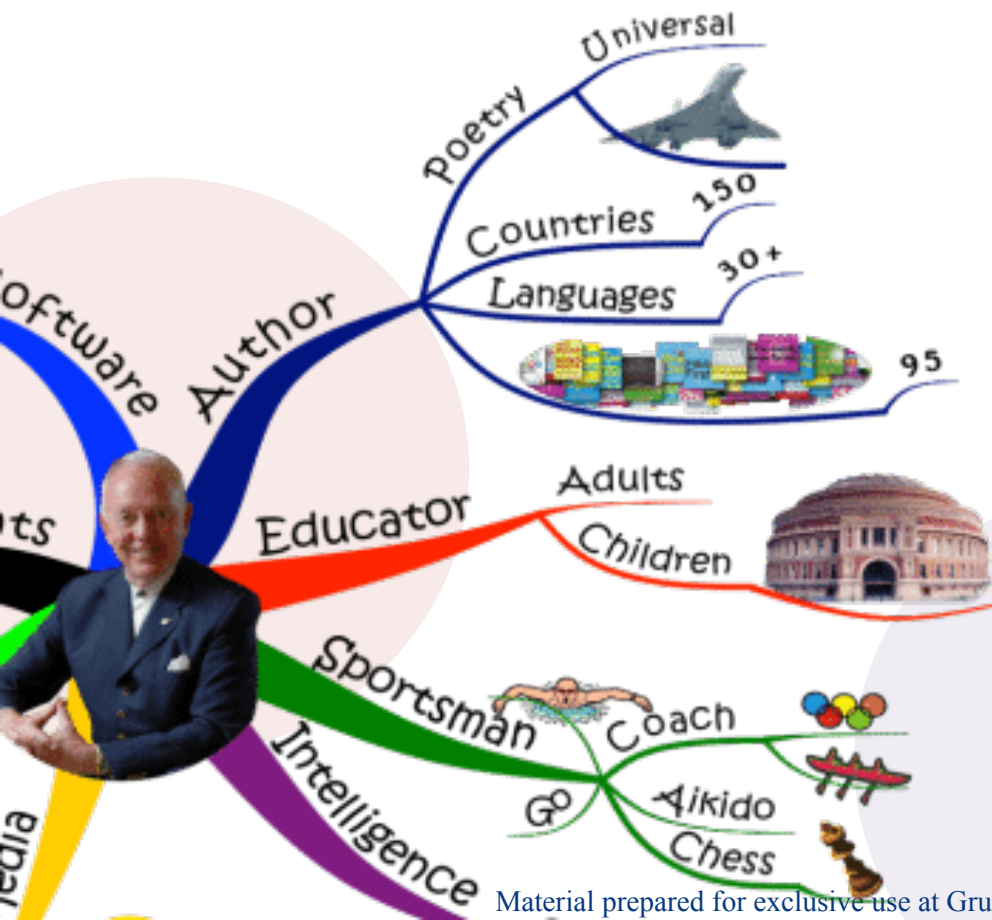 Universal
Poetry
150
Countries
30+
Languages
95
oftware
Author
Adults
Educator
Children
nts
Sportsman
Coach
Go
Aikido
Chess
Intelligence
edia
Material prepared for exclusive use at Gru